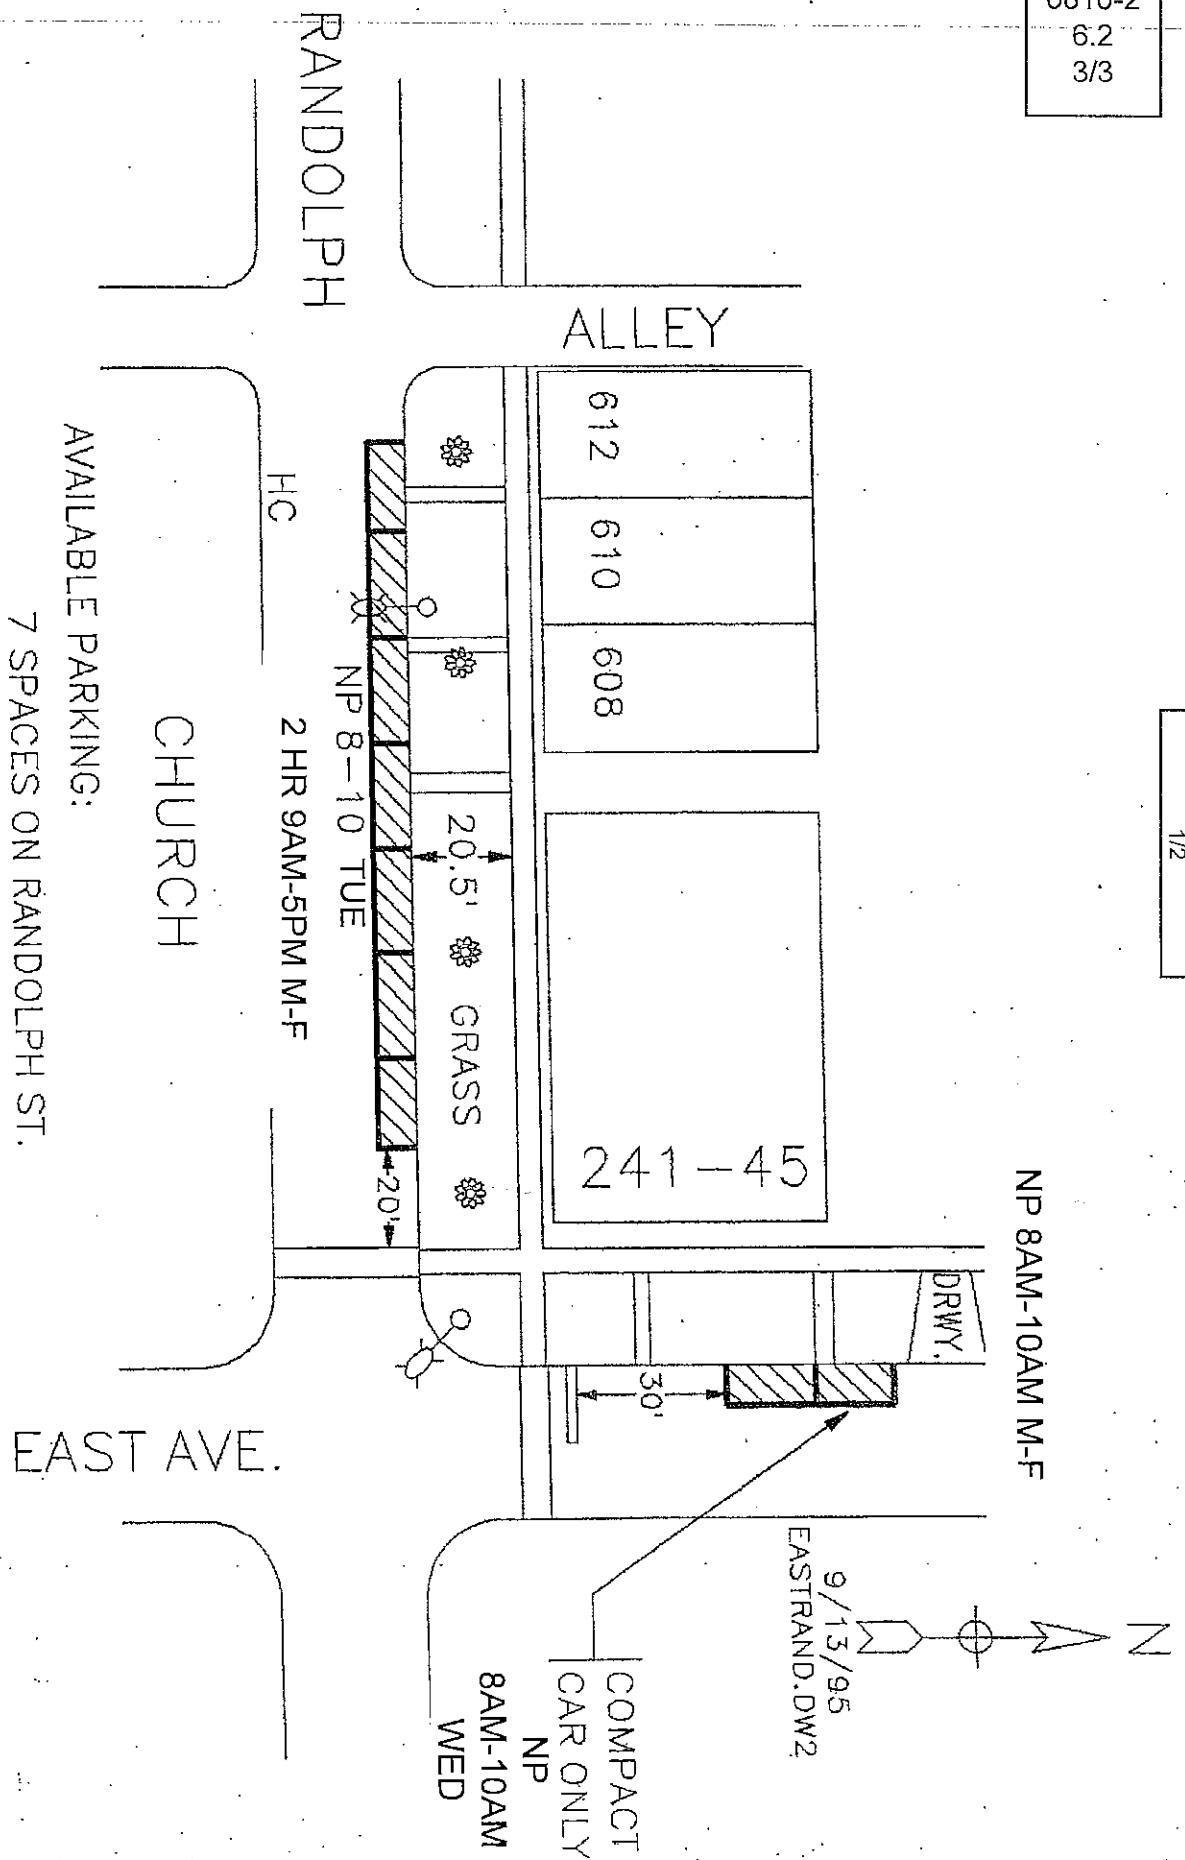 6.2
3/3
1/2
RANDOLPH
ALLEY
612
610
608
241-45
HC
NP 8-10 TUE
2 HR 9AM-5PM M-F
20.5'
GRASS
20'
30'
DRWY.
NP 8AM-10AM M-F
CHURCH
AVAILABLE PARKING:
7 SPACES ON RANDOLPH ST.
EAST AVE.
N
9/13/95
EASTRAND.DW2
COMPACT
CAR ONLY
NP
8AM-10AM
WED